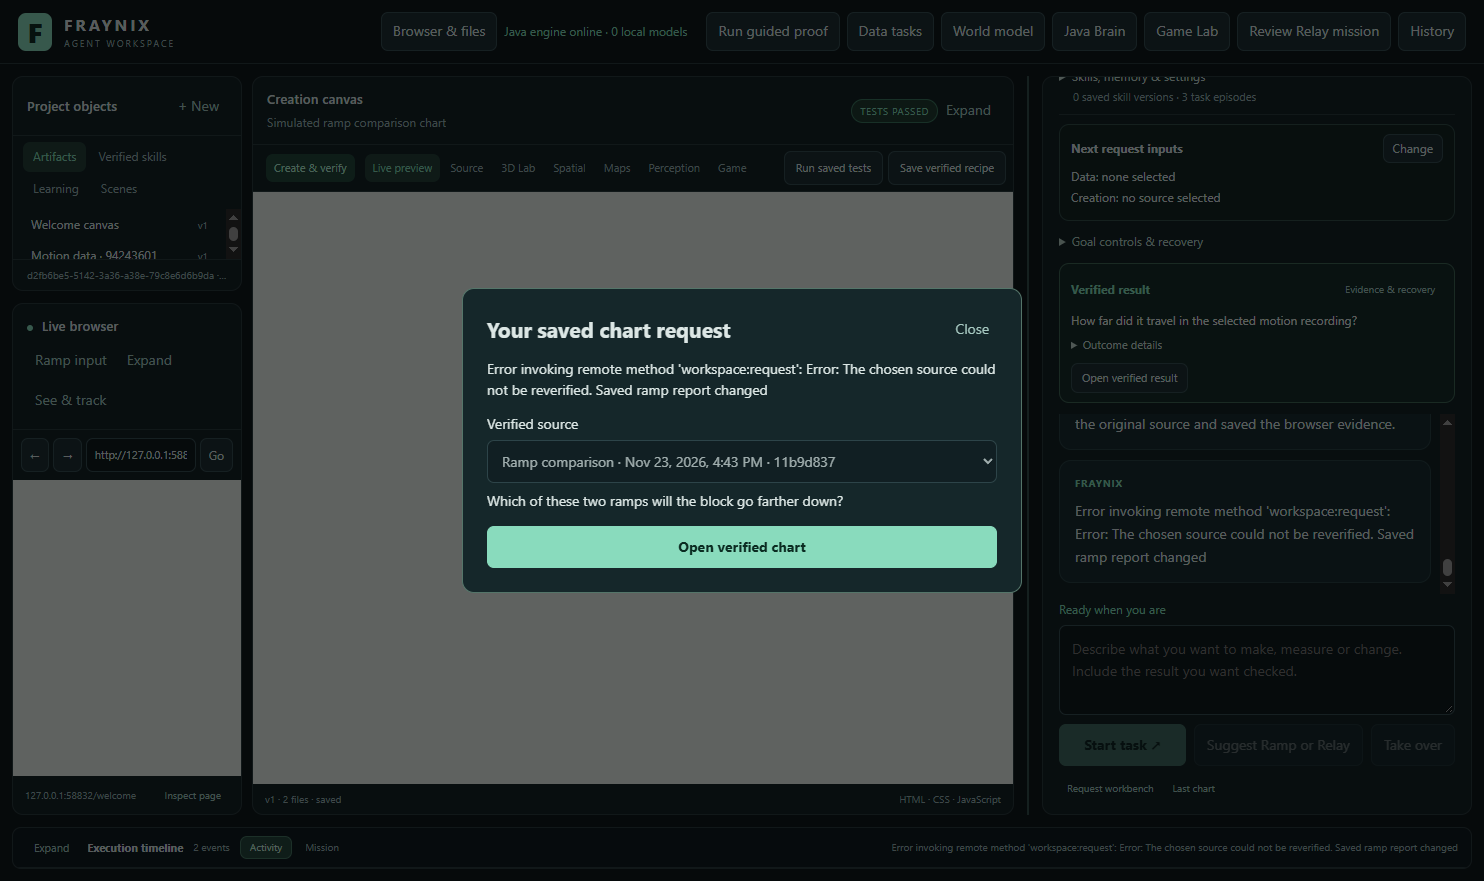 FRAYNIX
AGENT WORKSPACE
Browser & files
Java engine online · 0 local models
Run guided proof
Data tasks
World model
Java Brain
Game Lab
Review Relay mission
History
Project objects
+ New
Artifacts
Verified skills
Learning
Scenes
Welcome canvas
v1
Motion data · 94243601
v1
d2fb6be5-5142-3a36-a38e-79c8e6d6b9da ·...
Live browser
Ramp input
Expand
See & track
←
→
http://127.0.0.1:588
Go
127.0.0.1:58832/welcome
Inspect page
Creation canvas
Simulated ramp comparison chart
TESTS PASSED
Expand
Create & verify
Live preview
Source
3D Lab
Spatial
Maps
Perception
Game
Run saved tests
Save verified recipe
Your saved chart request
Close
Error invoking remote method 'workspace:request': Error: The chosen source could
not be reverified. Saved ramp report changed
Verified source
Ramp comparison · Nov 23, 2026, 4:43 PM · 11b9d837
Which of these two ramps will the block go farther down?
Open verified chart
v1 · 2 files · saved
HTML · CSS · JavaScript
Skills, memory & settings
0 saved skill versions · 3 task episodes
Next request inputs
Change
Data: none selected
Creation: no source selected
Goal controls & recovery
Verified result
Evidence & recovery
How far did it travel in the selected motion recording?
Outcome details
Open verified result
the original source and saved the browser evidence.
FRAYNIX
Error invoking remote method 'workspace:request':
Error: The chosen source could not be reverified. Saved
ramp report changed
Ready when you are
Describe what you want to make, measure or change.
Include the result you want checked.
Start task ↗
Suggest Ramp or Relay
Take over
Request workbench
Last chart
Expand
Execution timeline
2 events
Activity
Mission
Error invoking remote method 'workspace:request': Error: The chosen source could not be reverified. Saved ramp report changed